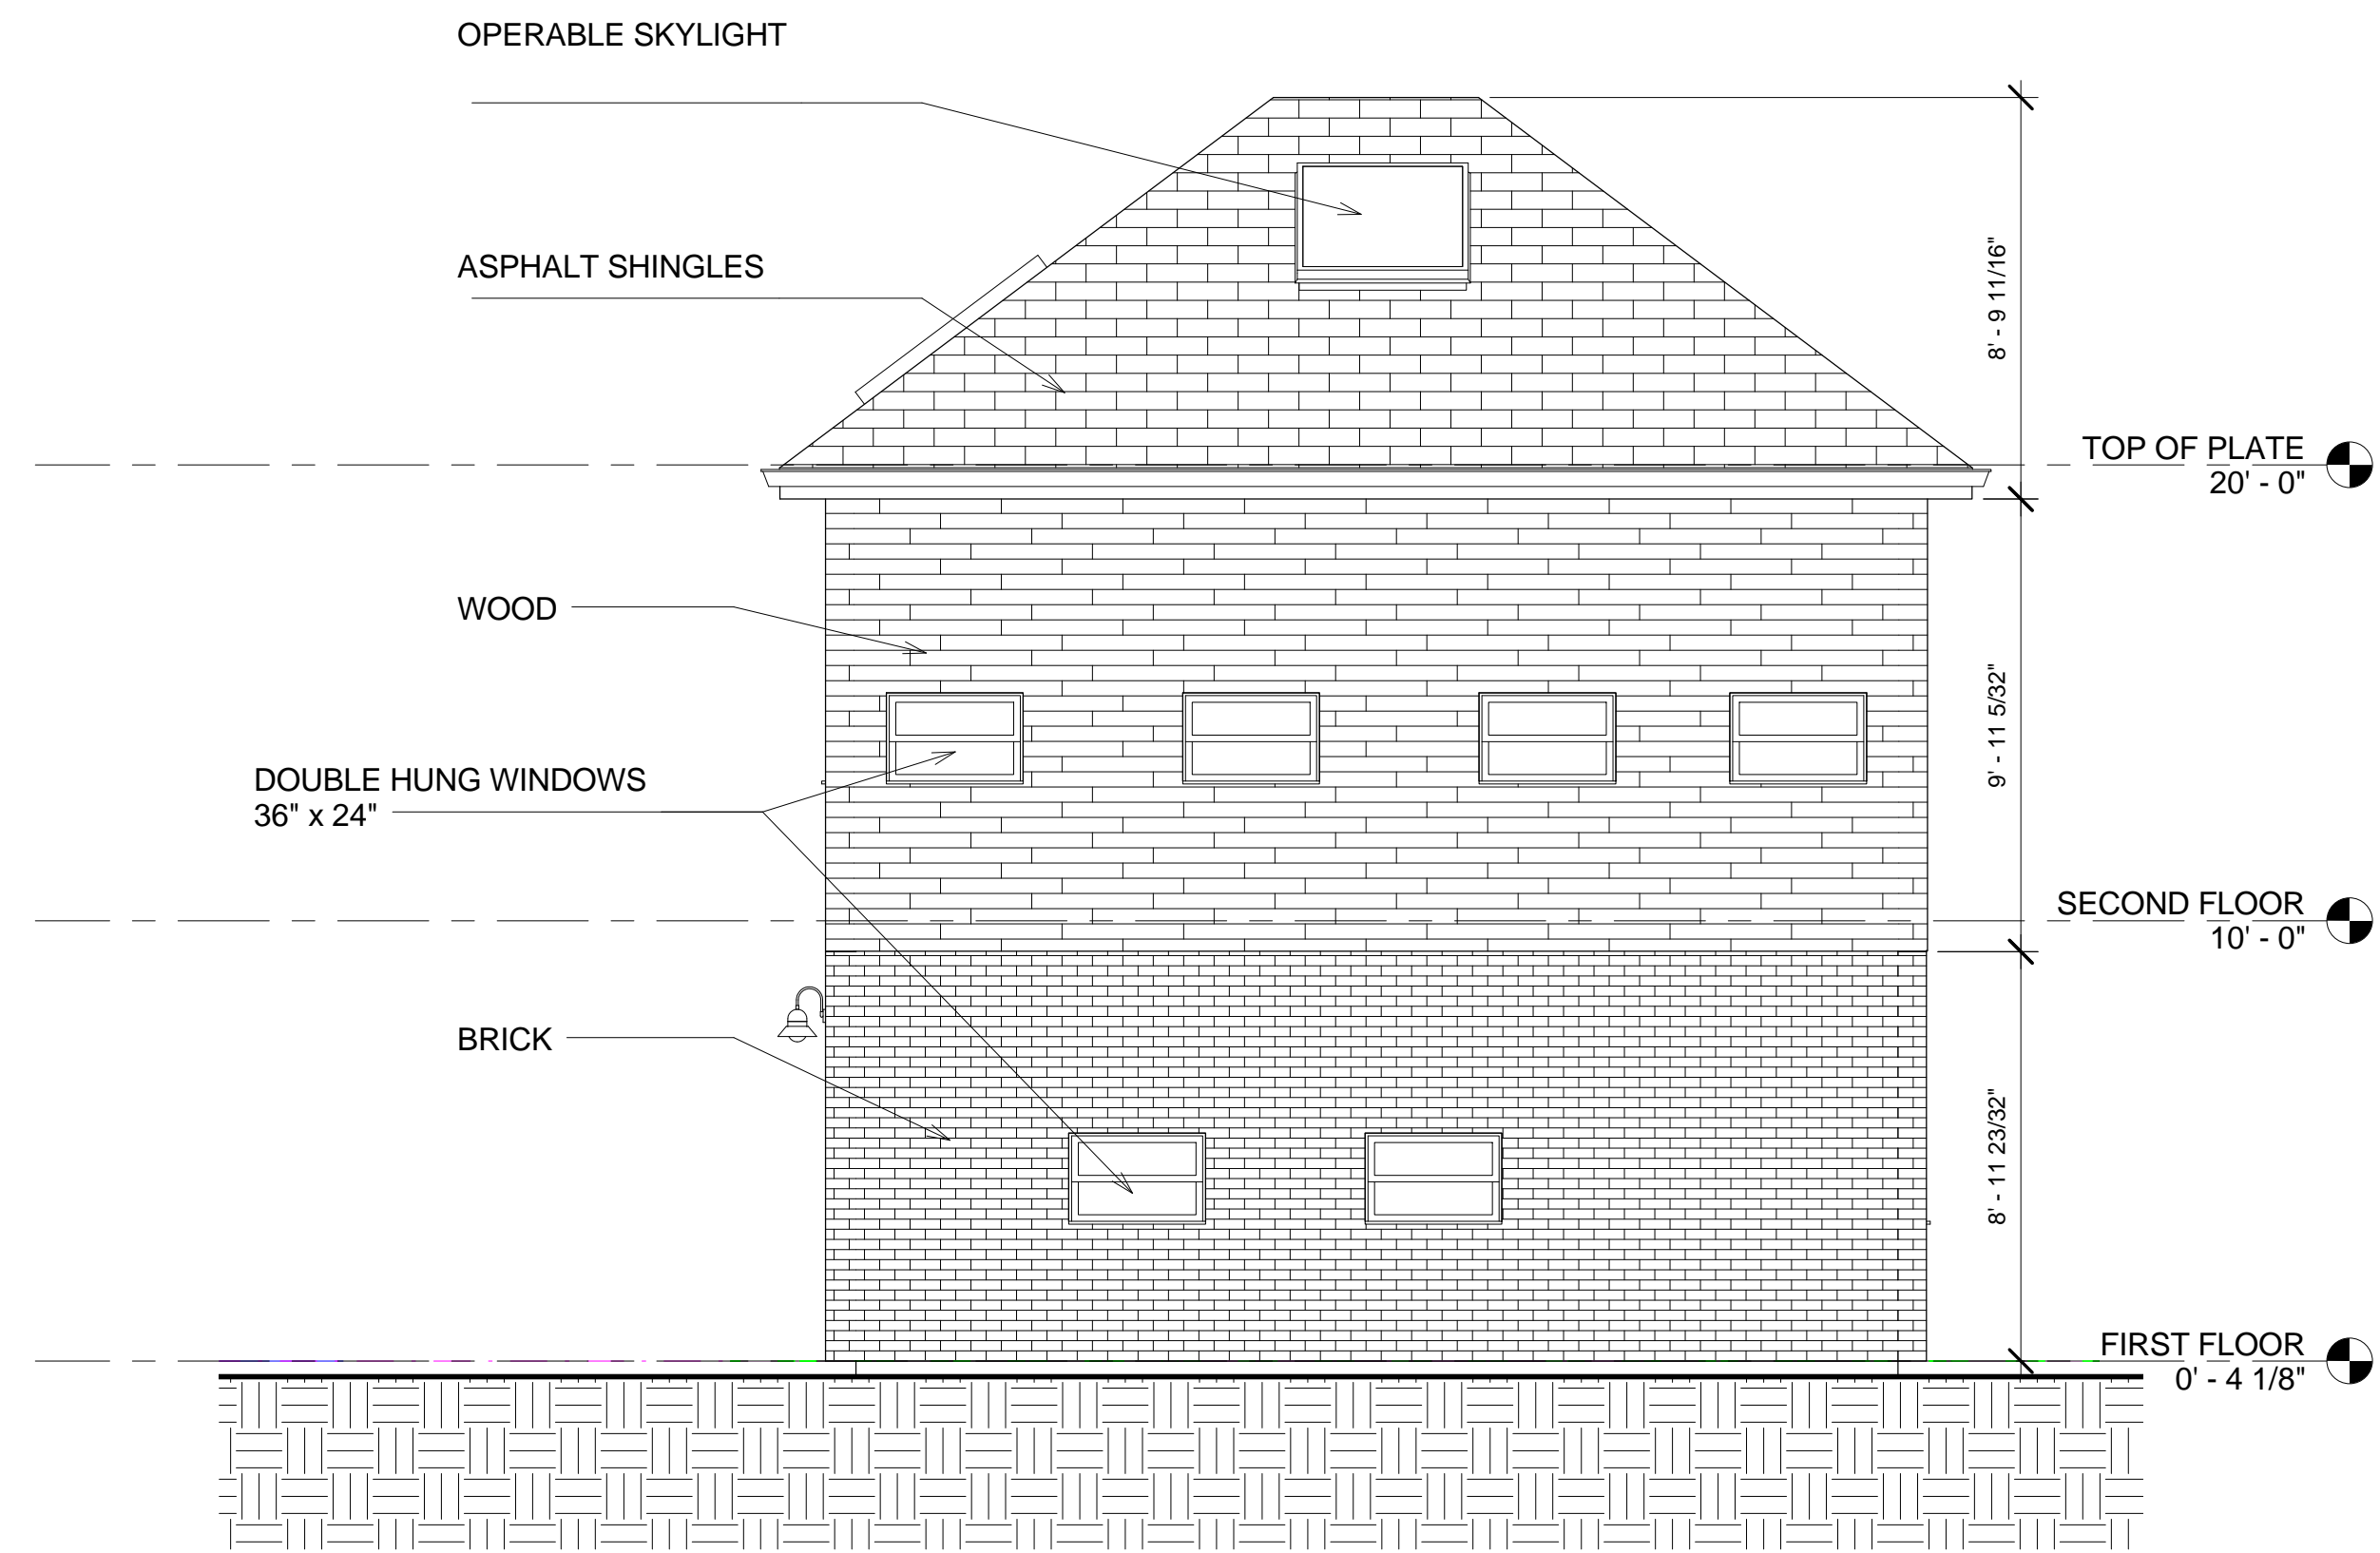 OPERABLE SKYLIGHT
ASPHALT SHINGLES
8' - 9 11/16"
TOP OF PLATE
20' - 0"
WOOD
9' - 11 5/32"
DOUBLE HUNG WINDOWS
36" x 24"
SECOND FLOOR
10' - 0"
BRICK
8' - 11 23/32"
FIRST FLOOR
0' - 4 1/8"